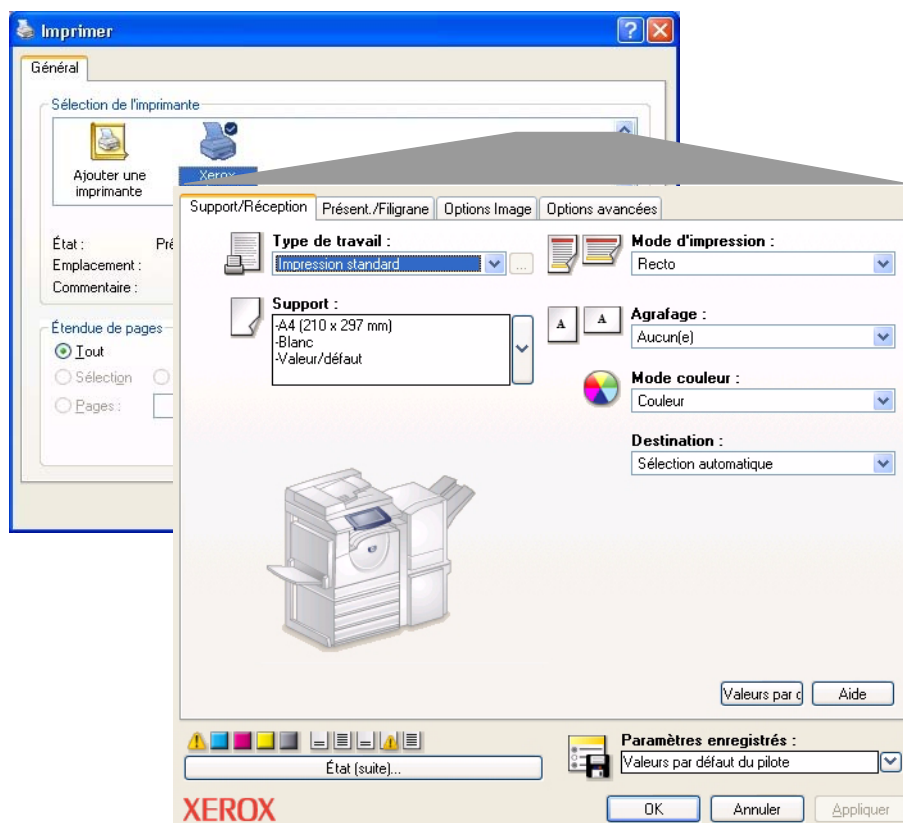 Imprimer
Général
Sélection de l'imprimante
Ajouter une
imprimante
Xerox
État :
Pré
Emplacement :
Commentaire :
Étendue de pages
Tout
Sélection
Pages :
Support/Réception
Présent./Filigrane
Options Image
Options avancées
Type de travail :
Impression standard
...
Mode d'impression :
Recto
Support :
-A4 (210 x 297 mm)
-Blanc
-Valeur/défaut
A
A
Agrafage :
Aucun(e)
Mode couleur :
Couleur
Destination :
Sélection automatique
Valeurs par d
Aide
État (suite)...
Paramètres enregistrés :
Valeurs par défaut du pilote
XEROX
OK
Annuler
Appliquer